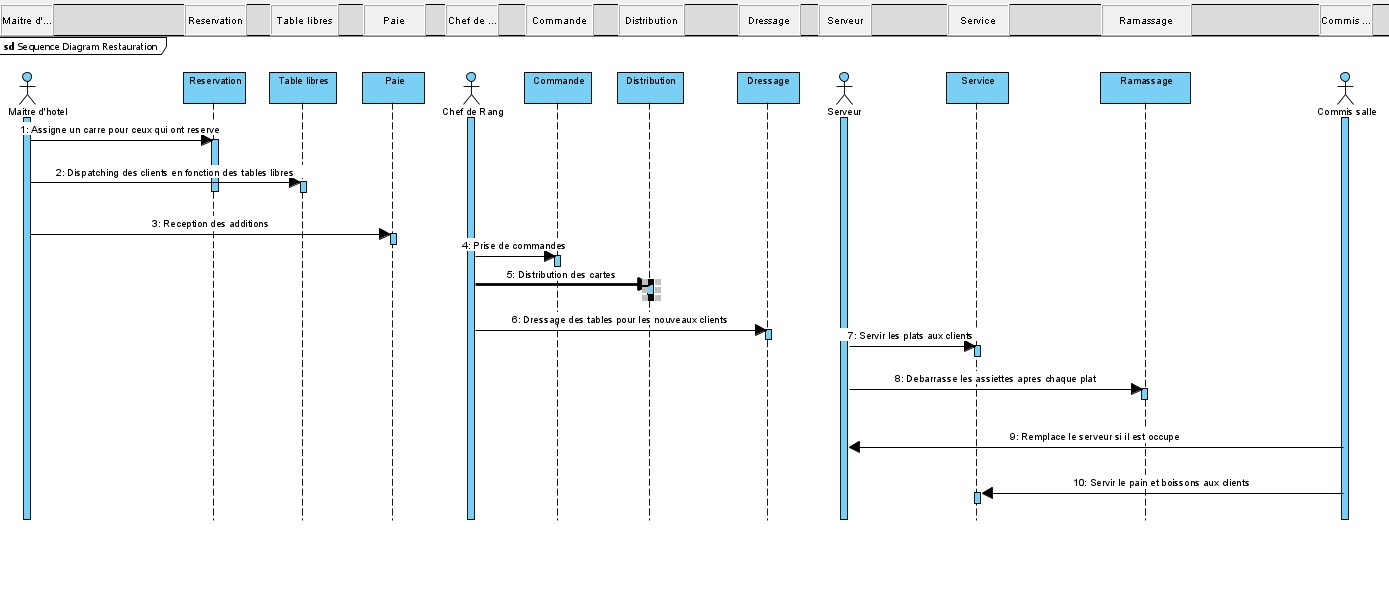 Maitre d'...
Reservation
Table libres
Paie
Chef de ...
Commande
Distribution
Dressage
Serveur
Service
Ramassage
Commis ...
sd Sequence Diagram Restauration
Reservation
Table libres
Paie
Commande
Distribution
Dressage
Service
Ramassage
Maitre d'hotel
Chef de Rang
Serveur
Commis salle
1: Assigne un carre pour ceux qui ont reserve
2: Dispatching des clients en fonction des tables libres
3: Reception des additions
4: Prise de commandes
5: Distribution des cartes
6: Dressage des tables pour les nouveaux clients
7: Servir les plats aux clients
8: Debarrasse les assiettes apres chaque plat
9: Remplace le serveur si il est occupe
10: Servir le pain et boissons aux clients